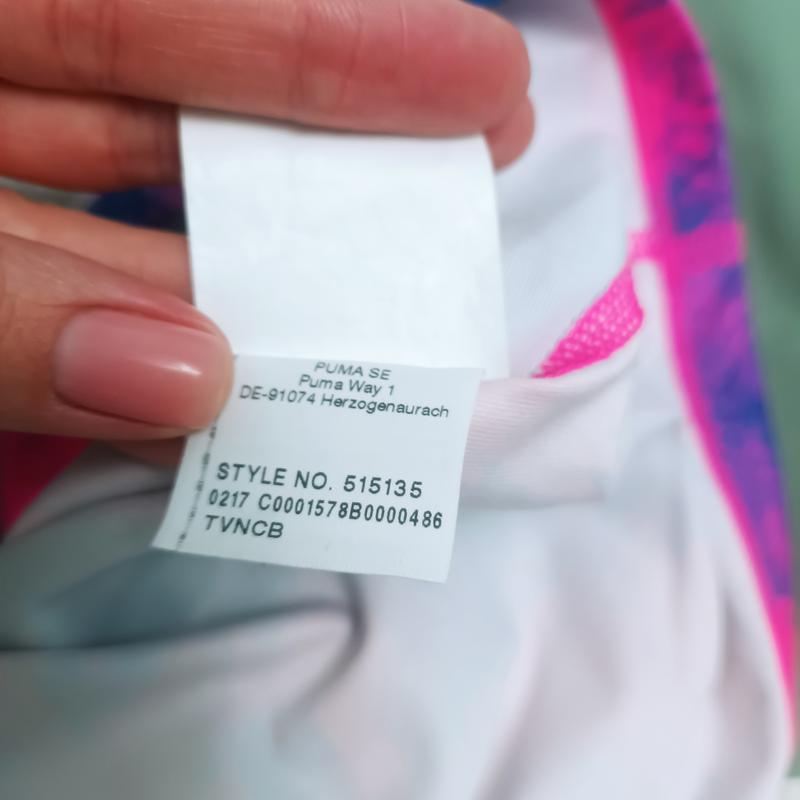 PUMA SE
Puma Way 1
DE-91074 Herzogenaurach
STYLE NO. 515135
0217 C0001578B0000486
TVNCB